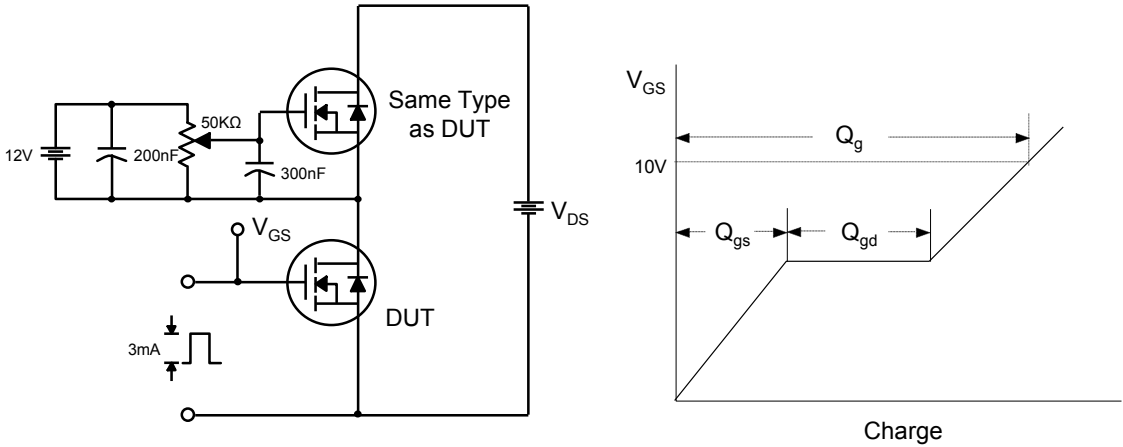 Same Type
as DUT
50KΩ
12V
200nF
300nF
V_GS
V_DS
DUT
3mA
V_GS
Q_g
10V
Q_gs
Q_gd
Charge